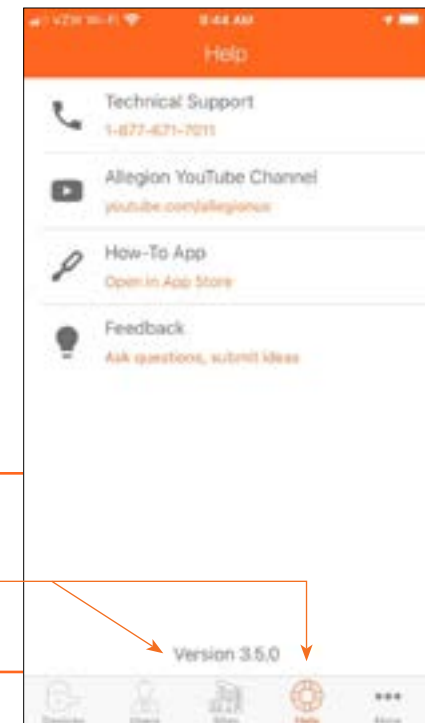 VZW Wi-Fi 8:44 AM
Help
Technical Support
1-877-671-7011
Allegion YouTube Channel
youtube.com/allegionus
How-To App
Open in App Store
Feedback
Ask questions, submit ideas
Version 3.5.0
Devices Users Sites Help More